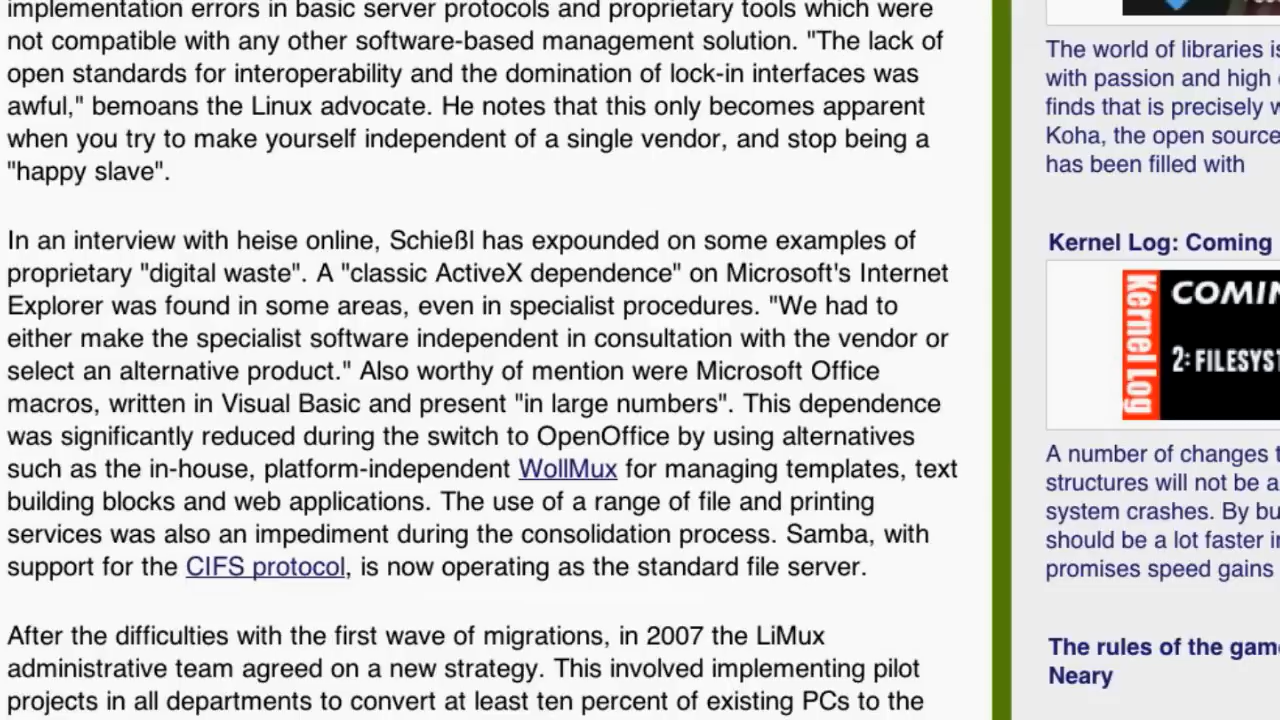 implementation errors in basic server protocols and proprietary tools which were
not compatible with any other software-based management solution. "The lack of
open standards for interoperability and the domination of lock-in interfaces was
awful," bemoans the Linux advocate. He notes that this only becomes apparent
when you try to make yourself independent of a single vendor, and stop being a
"happy slave".
In an interview with heise online, Schießl has expounded on some examples of
proprietary "digital waste". A "classic ActiveX dependence" on Microsoft's Internet
Explorer was found in some areas, even in specialist procedures. "We had to
either make the specialist software independent in consultation with the vendor or
select an alternative product." Also worthy of mention were Microsoft Office
macros, written in Visual Basic and present "in large numbers". This dependence
was significantly reduced during the switch to OpenOffice by using alternatives
such as the in-house, platform-independent WollMux for managing templates, text
building blocks and web applications. The use of a range of file and printing
services was also an impediment during the consolidation process. Samba, with
support for the CIFS protocol, is now operating as the standard file server.
After the difficulties with the first wave of migrations, in 2007 the LiMux
administrative team agreed on a new strategy. This involved implementing pilot
projects in all departments to convert at least ten percent of existing PCs to the
The world of libraries is
with passion and high
finds that is precisely
Koha, the open source
has been filled with
Kernel Log: Coming
Kernel Log
COMIN
2: FILESYST
A number of changes
structures will not be a
system crashes. By bu
should be a lot faster in
promises speed gains
The rules of the game
Neary